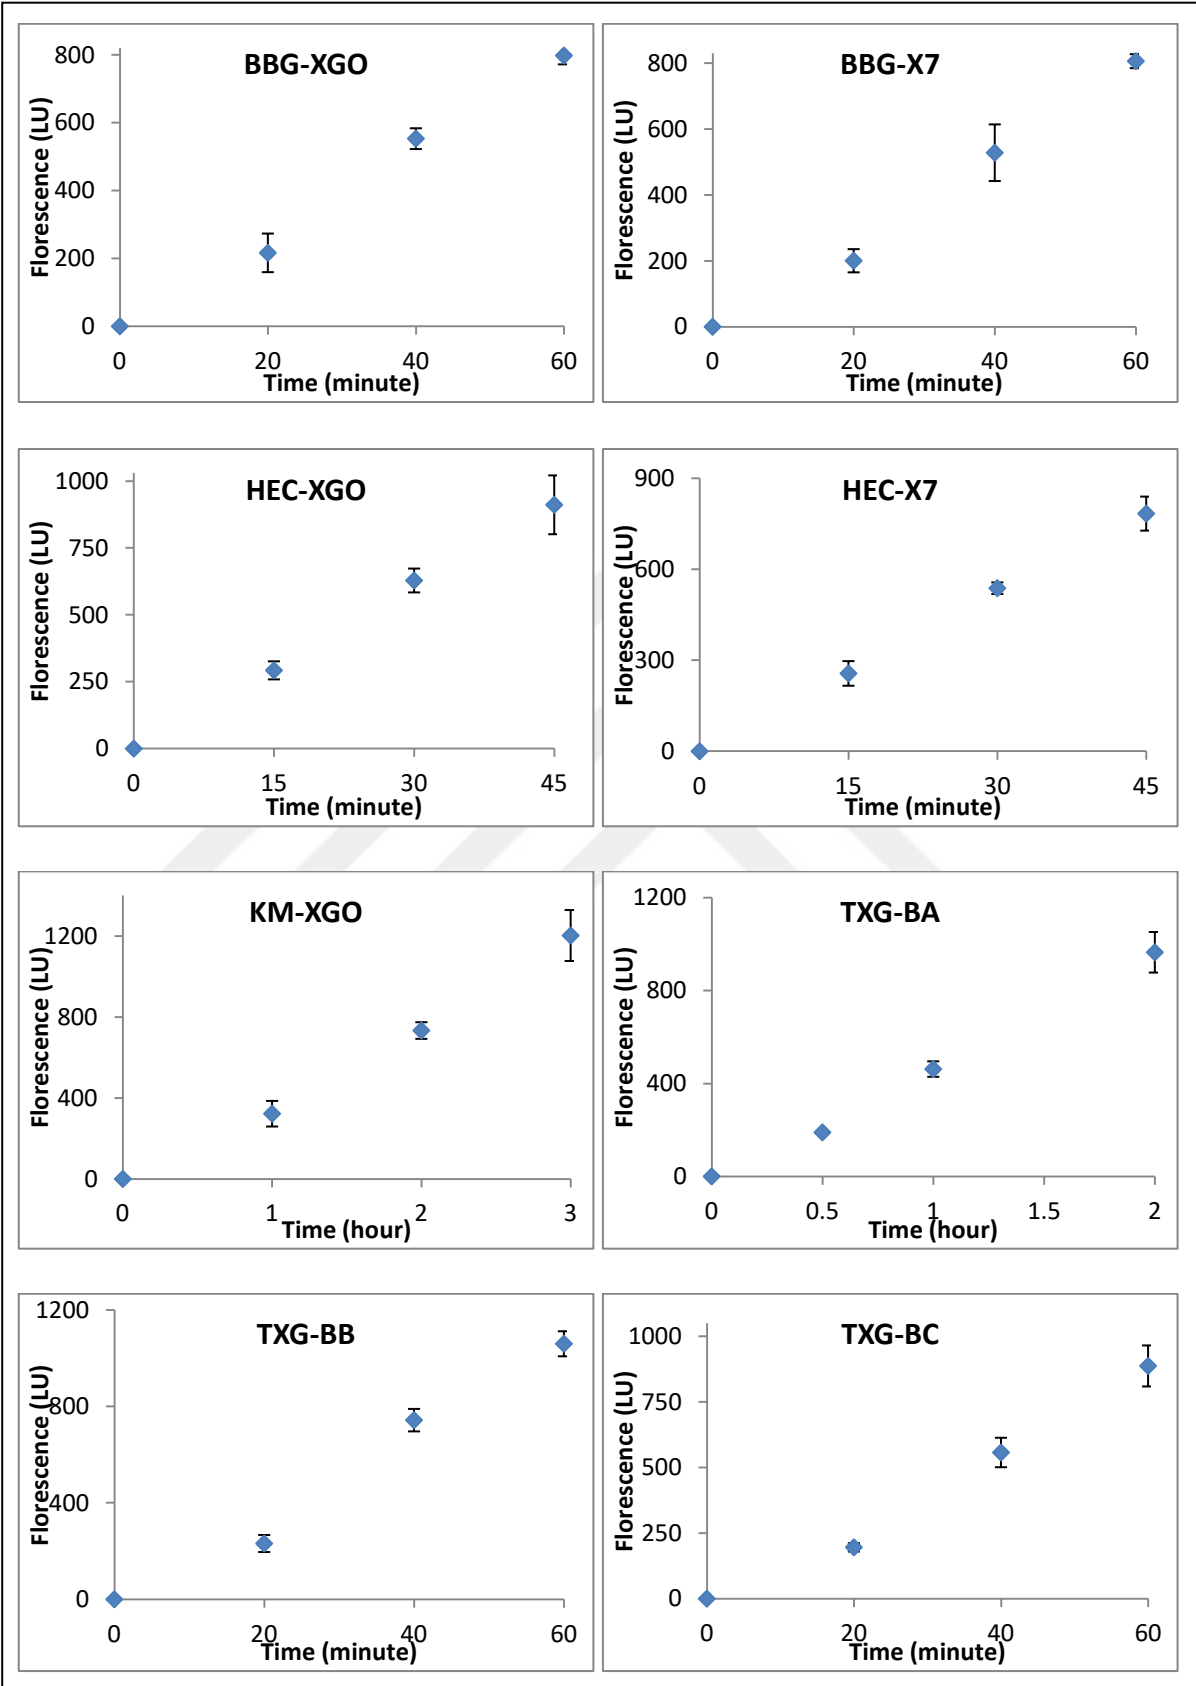 BBG-XGO
Florescence (LU)
800
600
400
200
0
0 20 40 60
Time (minute)
BBG-X7
Florescence (LU)
800
600
400
200
0
0 20 40 60
Time (minute)
HEC-XGO
Florescence (LU)
1000
750
500
250
0
0 15 30 45
Time (minute)
HEC-X7
Florescence (LU)
900
600
300
0
0 15 30 45
Time (minute)
KM-XGO
Florescence (LU)
1200
800
400
0
0 1 2 3
Time (hour)
TXG-BA
Florescence (LU)
1200
800
400
0
0 0.5 1 1.5 2
Time (hour)
TXG-BB
Florescence (LU)
1200
800
400
0
0 20 40 60
Time (minute)
TXG-BC
Florescence (LU)
1000
750
500
250
0
0 20 40 60
Time (minute)